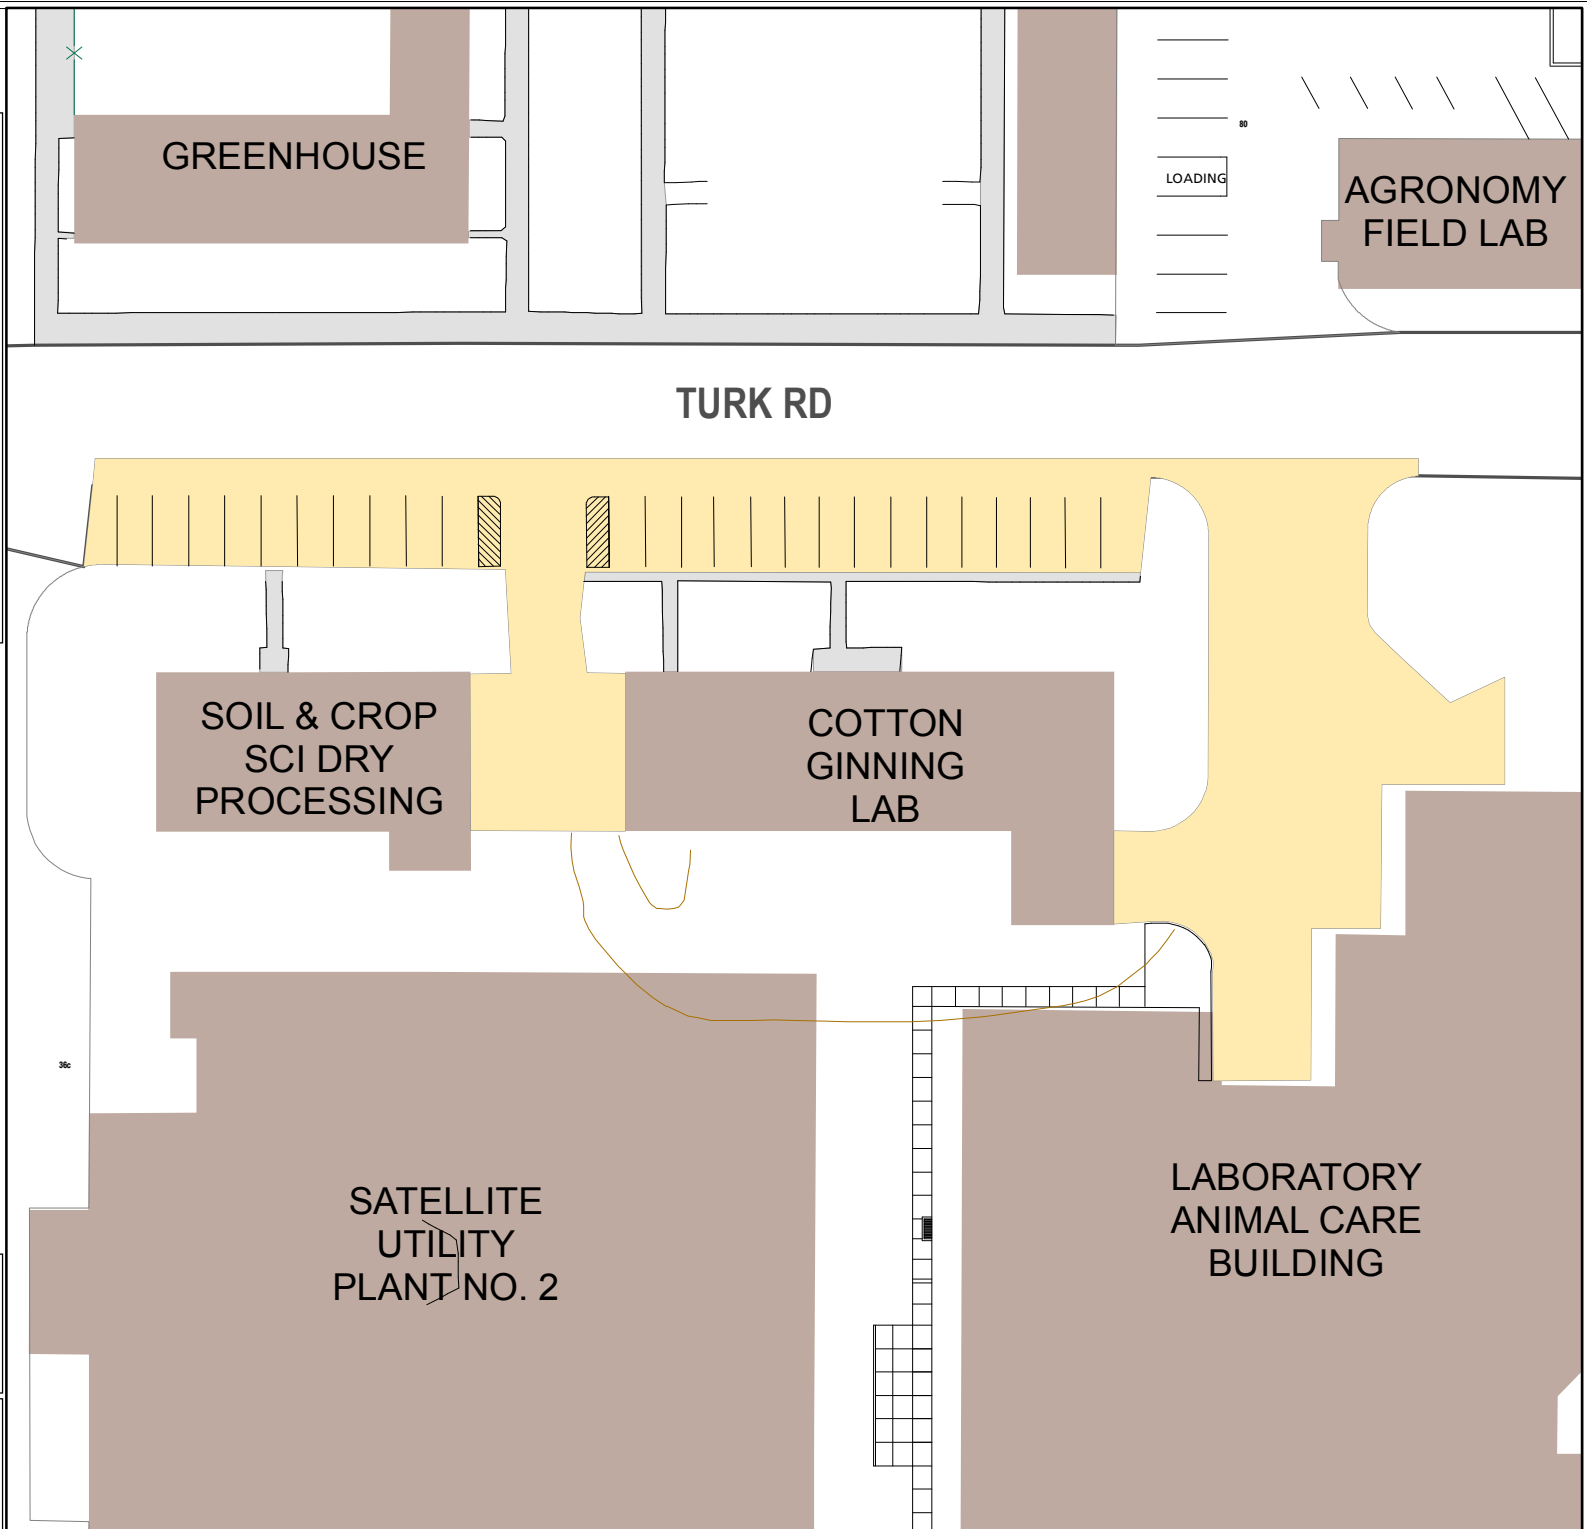 GREENHOUSE
80
LOADING
AGRONOMY
FIELD LAB
TURK RD
SOIL & CROP
SCI DRY
PROCESSING
COTTON
GINNING
LAB
36c
SATELLITE
UTILITY
PLANT NO. 2
LABORATORY
ANIMAL CARE
BUILDING